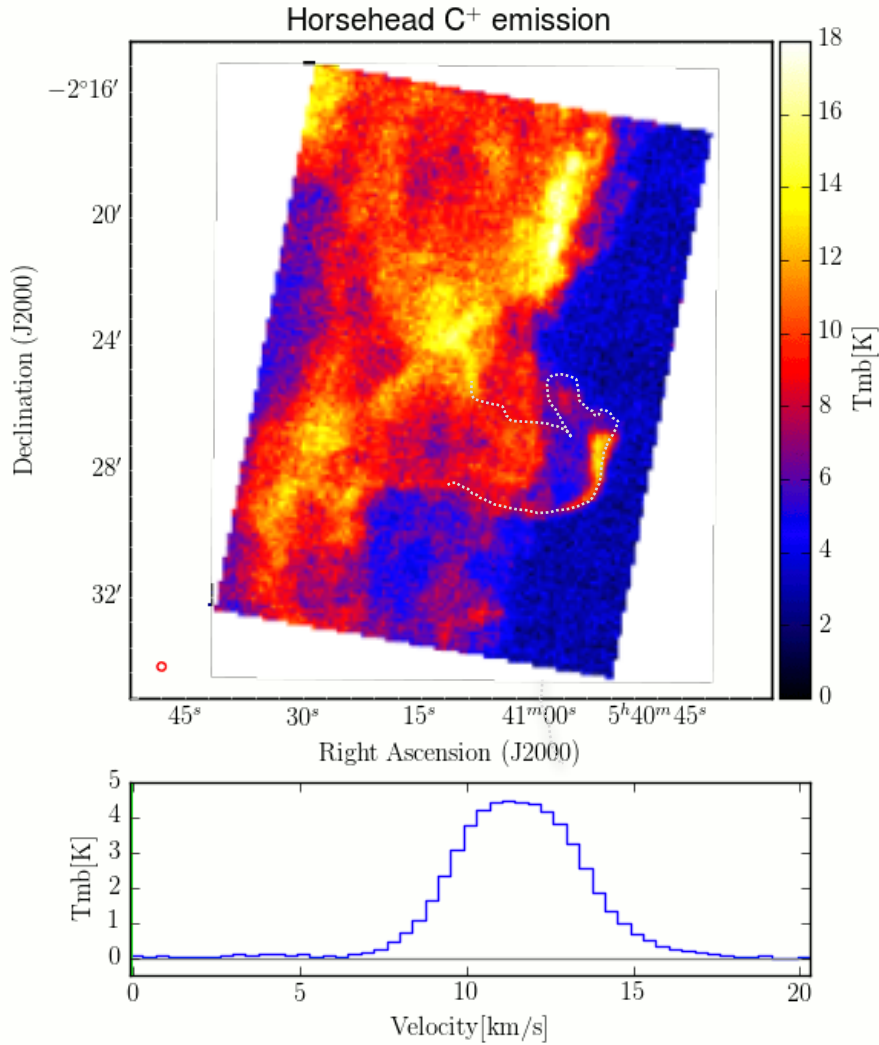 Horsehead C⁺ emission
18
−2°16′
16
14
20′
12
24′
10
8
28′
6
4
32′
2
0
Declination (J2000)
Tmb[K]
45ˢ 30ˢ 15ˢ 41ᵐ00ˢ 5ʰ40ᵐ45ˢ
Right Ascension (J2000)
5
4
3
2
1
0
Tmb[K]
0 5 10 15 20
Velocity[km/s]